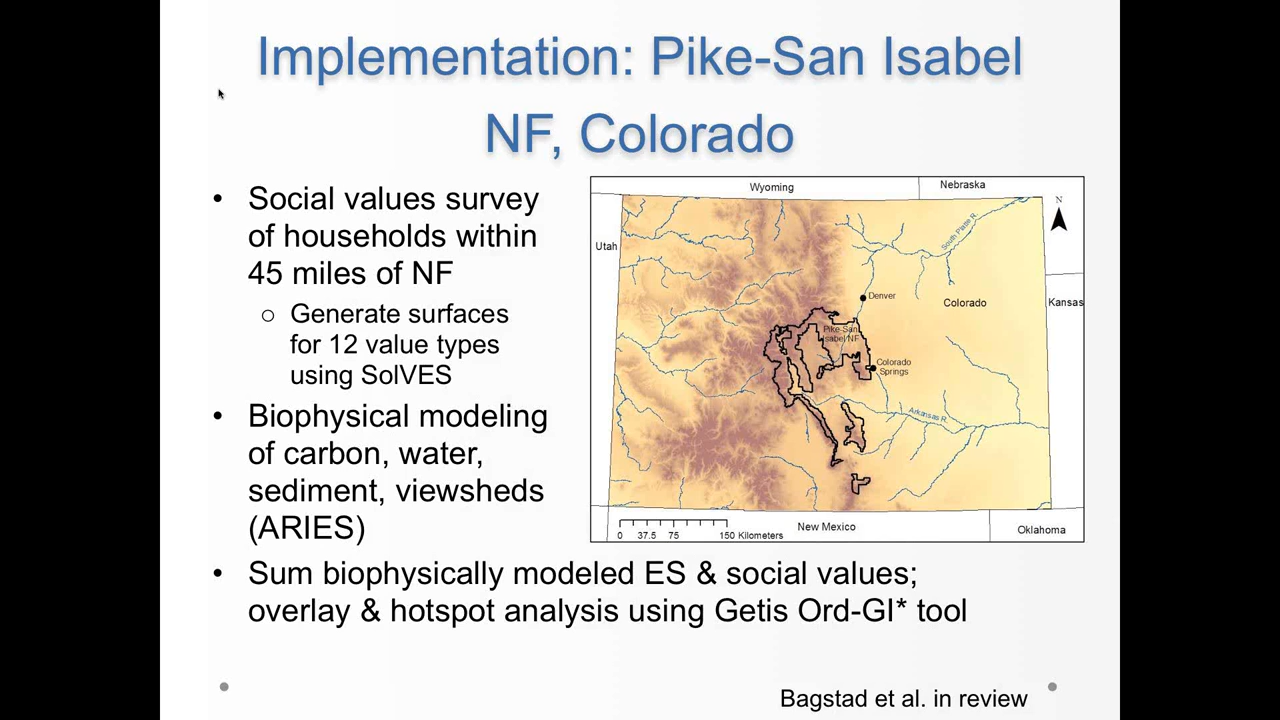 Implementation: Pike-San Isabel
NF, Colorado
• Social values survey
of households within
45 miles of NF
○ Generate surfaces
for 12 value types
using SolVES
• Biophysical modeling
of carbon, water,
sediment, viewsheds
(ARIES)
• Sum biophysically modeled ES & social values;
overlay & hotspot analysis using Getis Ord-GI* tool
Wyoming
Nebraska
N
South Platte R.
Utah
Denver
Colorado
Kansas
Pike-San
Isabel NF
Colorado
Springs
Arkansas R.
New Mexico
Oklahoma
0 37.5 75 150 Kilometers
Bagstad et al. in review